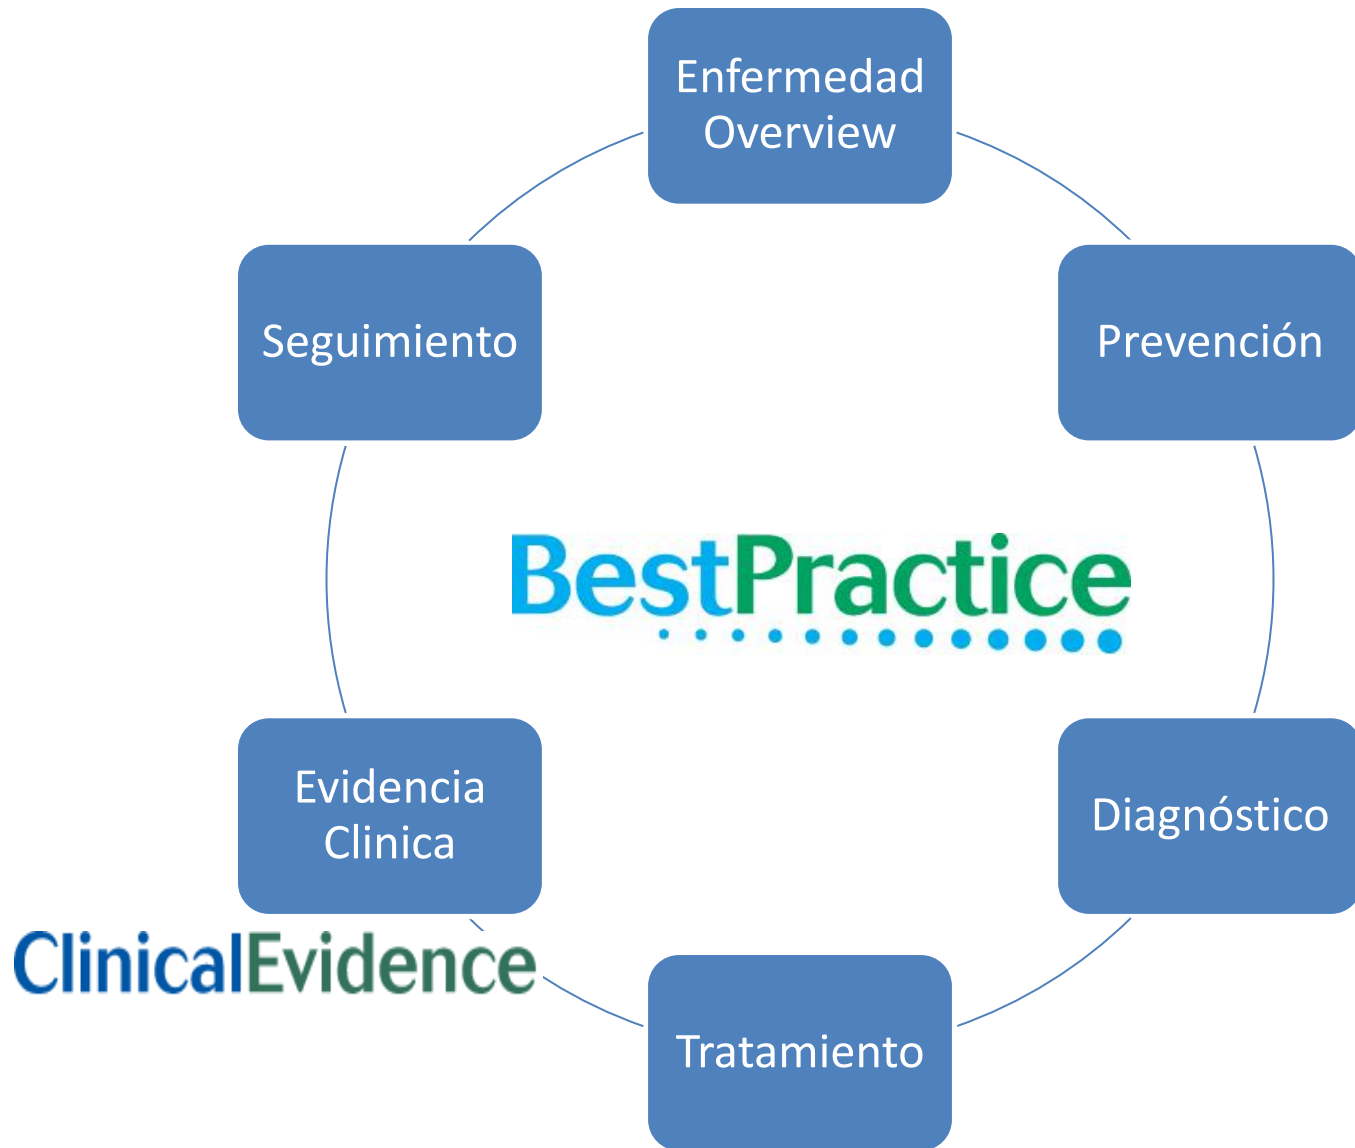 Enfermedad
Overview
Seguimiento
Prevención
BestPractice
Evidencia
Clinica
Diagnóstico
ClinicalEvidence
Tratamiento